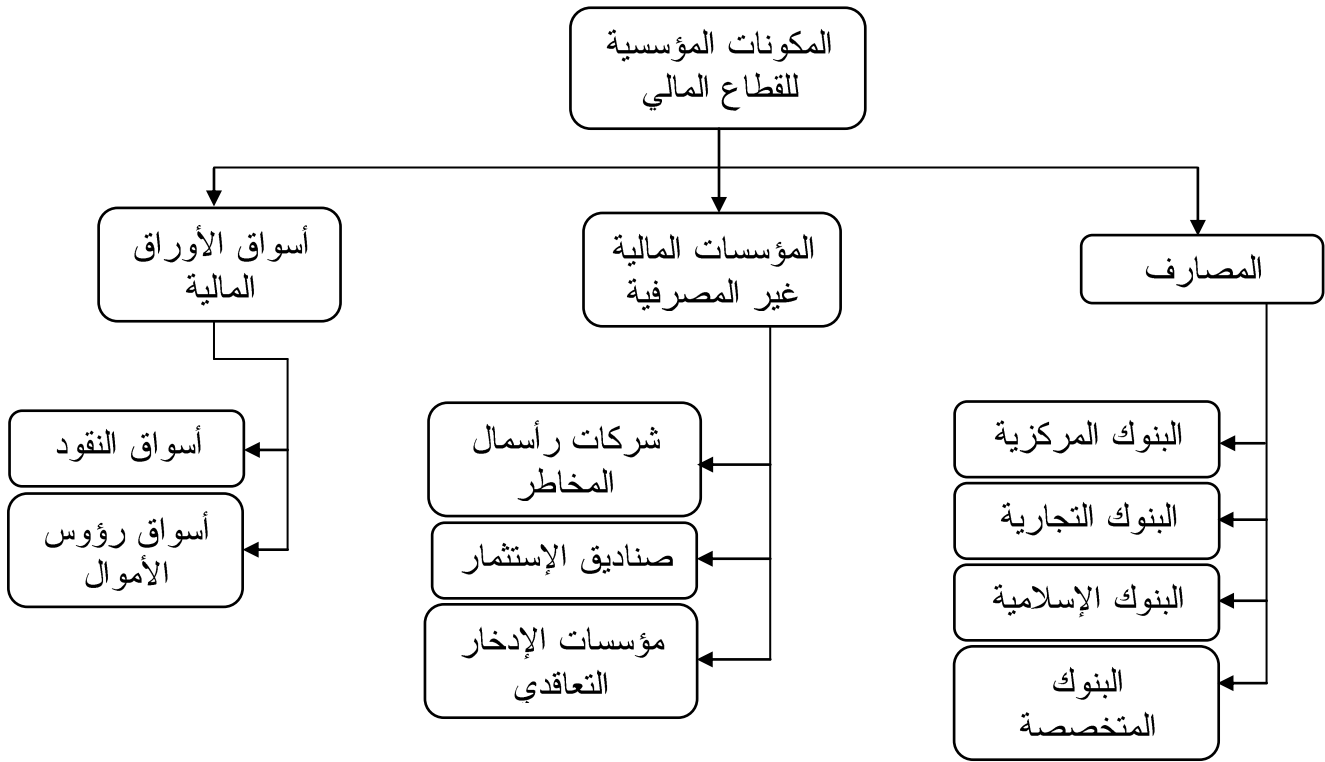 المكونات المؤسسية
للقطاع المالي
المصارف
المؤسسات المالية
غير المصرفية
أسواق الأوراق
المالية
البنوك المركزية
البنوك التجارية
البنوك الإسلامية
البنوك
المتخصصة
شركات رأسمال
المخاطر
صناديق الإستثمار
مؤسسات الإدخار
التعاقدي
أسواق النقود
أسواق رؤوس
الأموال